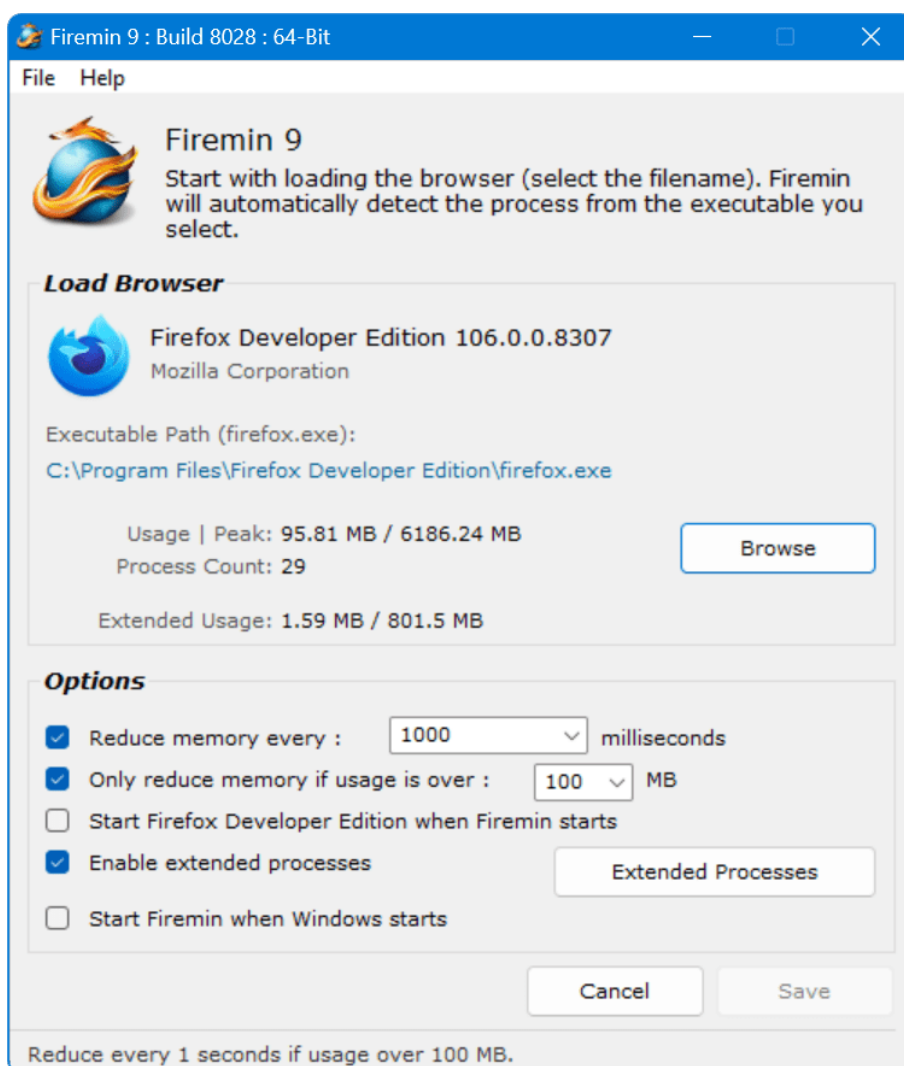 Firemin 9 : Build 8028 : 64-Bit
File Help
Firemin 9
Start with loading the browser (select the filename). Firemin
will automatically detect the process from the executable you
select.
Load Browser
Firefox Developer Edition 106.0.0.8307
Mozilla Corporation
Executable Path (firefox.exe):
C:\Program Files\Firefox Developer Edition\firefox.exe
Usage | Peak: 95.81 MB / 6186.24 MB
Browse
Process Count: 29
Extended Usage: 1.59 MB / 801.5 MB
Options
Reduce memory every : 1000 milliseconds
Only reduce memory if usage is over : 100 MB
Start Firefox Developer Edition when Firemin starts
Enable extended processes
Extended Processes
Start Firemin when Windows starts
Cancel Save
Reduce every 1 seconds if usage over 100 MB.